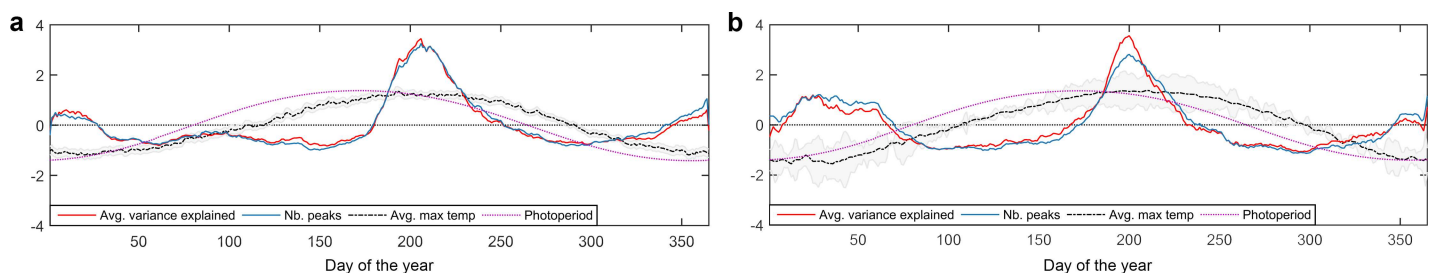 a
4
2
0
-2
-4
Avg. variance explained Nb. peaks Avg. max temp Photoperiod
50 100 150 200 250 300 350
Day of the year
b
4
2
0
-2
-4
Avg. variance explained Nb. peaks Avg. max temp Photoperiod
50 100 150 200 250 300 350
Day of the year